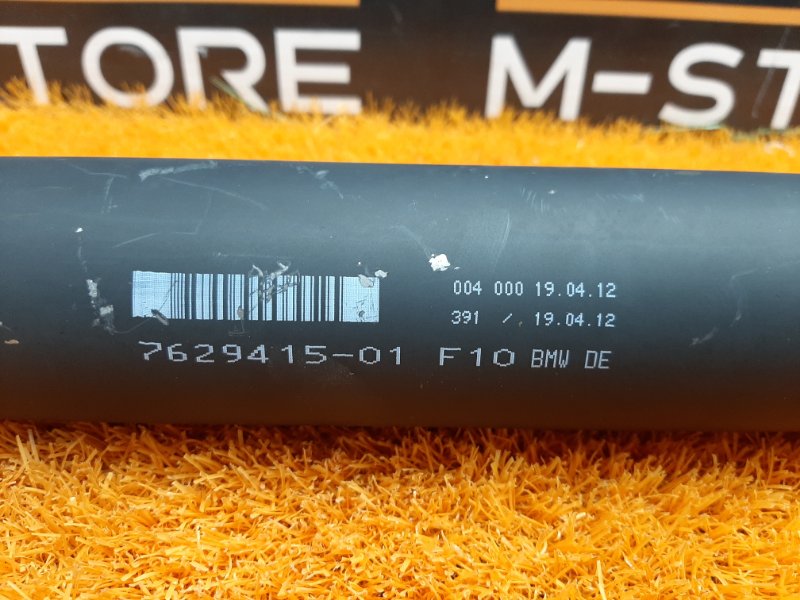 TORE M-ST
004 000 19.04.12
391 / 19.04.12
7629415-01 F10 BMW DE